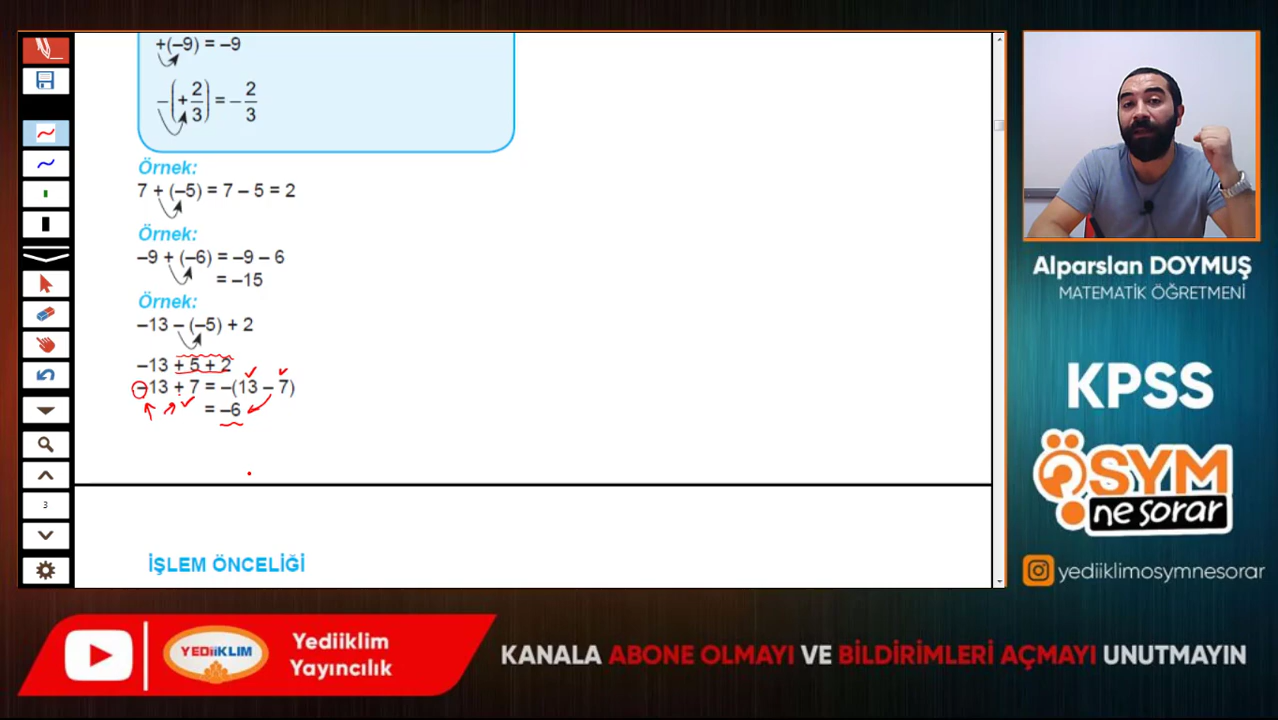 +(–9) = –9
–(+2/3) = –2/3
Örnek:
7 + (–5) = 7 – 5 = 2
Örnek:
–9 + (–6) = –9 – 6
= –15
Örnek:
–13 – (–5) + 2
–13 + 5 + 2
–13 + 7 = –(13 – 7)
= –6
3
İŞLEM ÖNCELİĞİ
Alparslan DOYMUŞ
MATEMATİK ÖĞRETMENİ
KPSS
ÖSYM
ne sorar
yediiklimosymnesorar
YEDİİKLİM
Yediiklim
Yayıncılık
KANALA ABONE OLMAYI VE BİLDİRİMLERİ AÇMAYI UNUTMAYIN